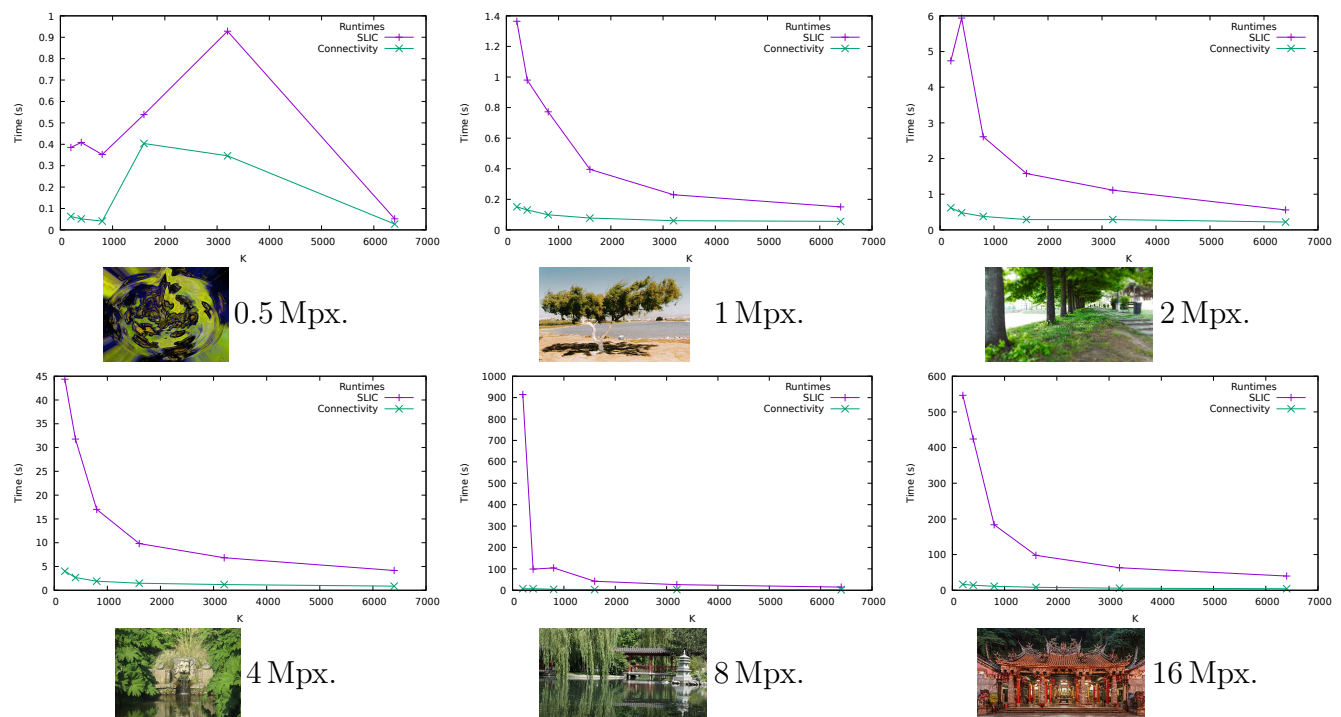 Runtimes
SLIC
Connectivity
1
0.9
0.8
0.7
0.6
0.5
0.4
0.3
0.2
0.1
0
Time (s)
0 1000 2000 3000 4000 5000 6000 7000
K
0.5 Mpx.
Runtimes
SLIC
Connectivity
1.4
1.2
1
0.8
0.6
0.4
0.2
0
Time (s)
0 1000 2000 3000 4000 5000 6000 7000
K
1 Mpx.
Runtimes
SLIC
Connectivity
6
5
4
3
2
1
0
Time (s)
0 1000 2000 3000 4000 5000 6000 7000
K
2 Mpx.
Runtimes
SLIC
Connectivity
45
40
35
30
25
20
15
10
5
0
Time (s)
0 1000 2000 3000 4000 5000 6000 7000
K
4 Mpx.
Runtimes
SLIC
Connectivity
1000
900
800
700
600
500
400
300
200
100
0
Time (s)
0 1000 2000 3000 4000 5000 6000 7000
K
8 Mpx.
Runtimes
SLIC
Connectivity
600
500
400
300
200
100
0
Time (s)
0 1000 2000 3000 4000 5000 6000 7000
K
16 Mpx.